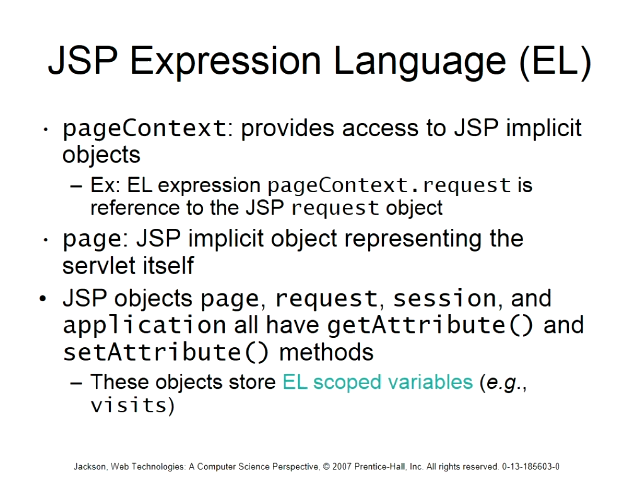 JSP Expression Language (EL)
• pageContext: provides access to JSP implicit
objects
– Ex: EL expression pageContext.request is
reference to the JSP request object
• page: JSP implicit object representing the
servlet itself
• JSP objects page, request, session, and
application all have getAttribute() and
setAttribute() methods
– These objects store EL scoped variables (e.g.,
visits)
Jackson, Web Technologies: A Computer Science Perspective, © 2007 Prentice-Hall, Inc. All rights reserved. 0-13-185603-0